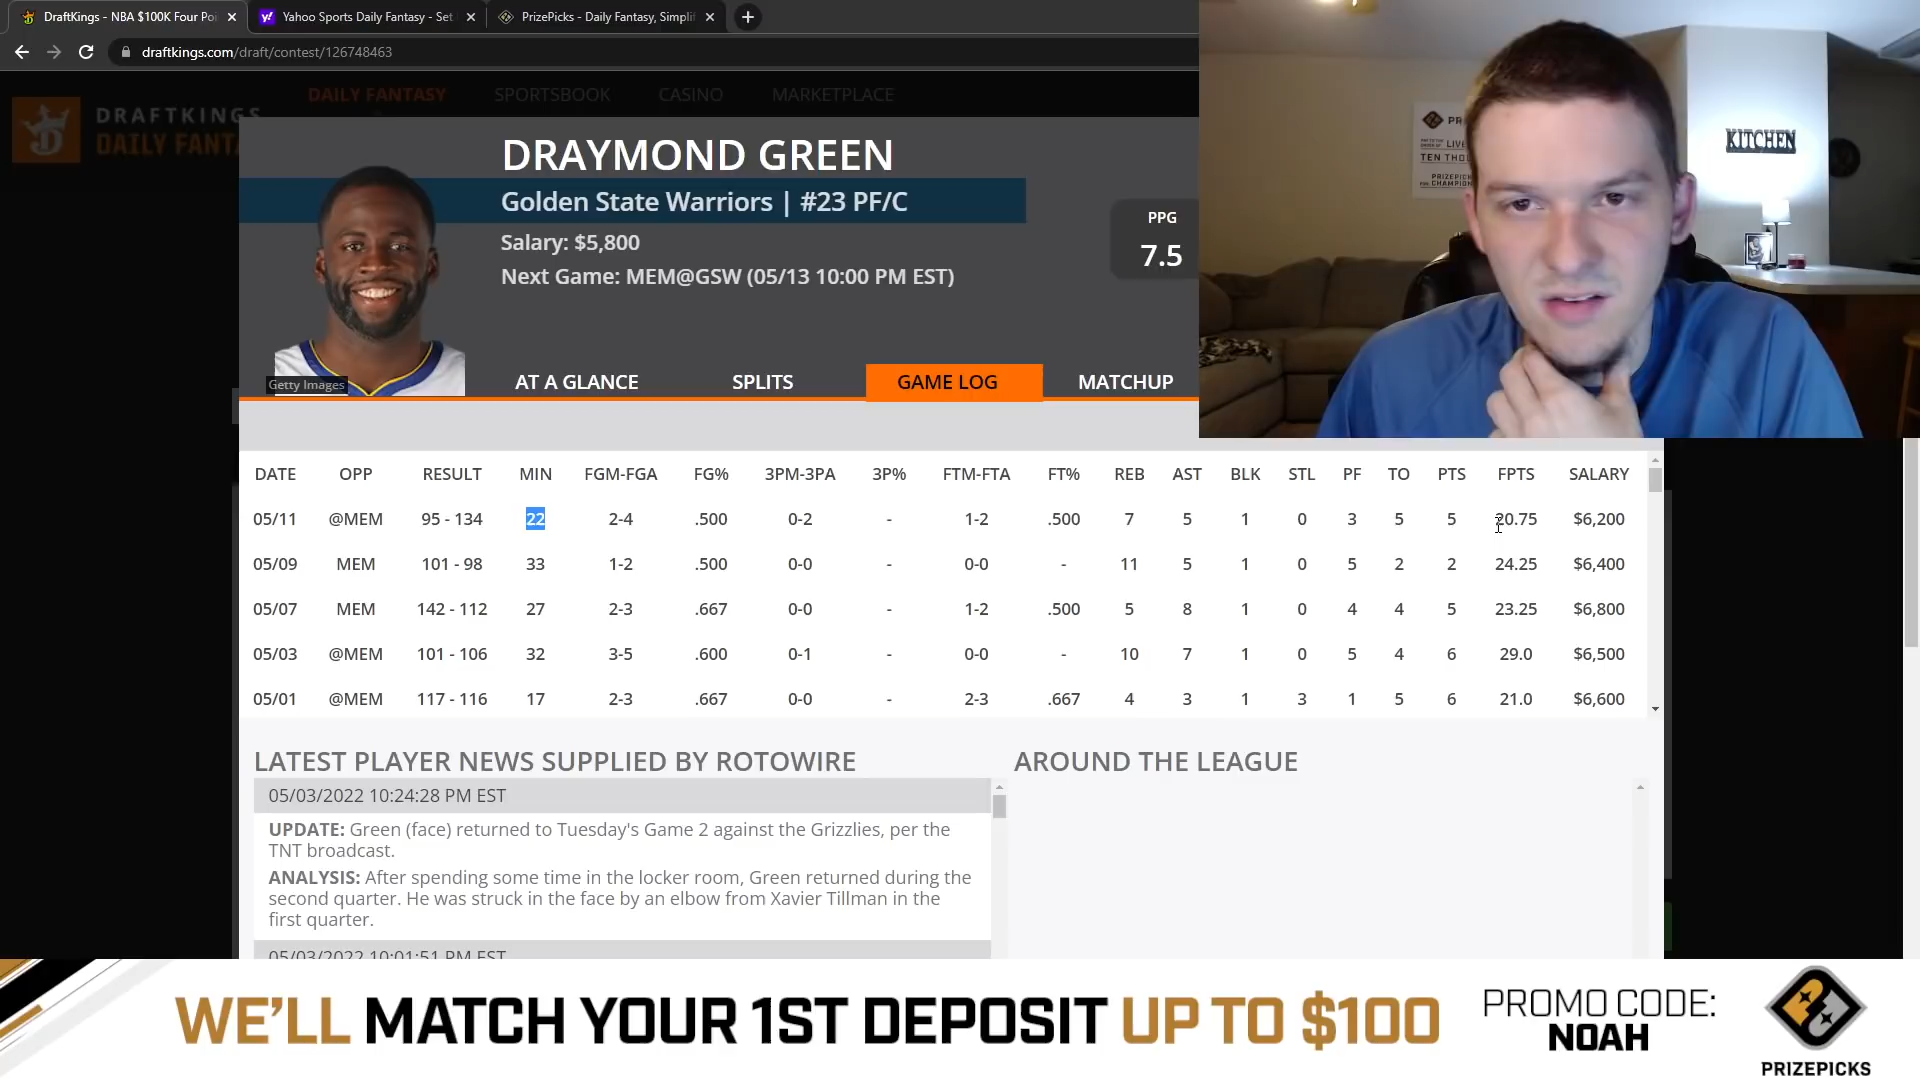 DraftKings - NBA $100K Four Poi
Yahoo Sports Daily Fantasy - Set
PrizePicks - Daily Fantasy, Simplif
draftkings.com/draft/contest/126748463
DRAFTKINGS
DAILY FANTA
DAILY FANTASY SPORTSBOOK CASINO MARKETPLACE
DRAYMOND GREEN
Golden State Warriors | #23 PF/C
Salary: $5,800
Next Game: MEM@GSW (05/13 10:00 PM EST)
PPG
7.5
Getty Images
AT A GLANCE SPLITS GAME LOG MATCHUP
KITCHEN
DATE OPP RESULT MIN FGM-FGA FG% 3PM-3PA 3P% FTM-FTA FT% REB AST BLK STL PF TO PTS FPTS SALARY
05/11 @MEM 95 - 134 22 2-4 .500 0-2 - 1-2 .500 7 5 1 0 3 5 5 20.75 $6,200
05/09 MEM 101 - 98 33 1-2 .500 0-0 - 0-0 - 11 5 1 0 5 2 2 24.25 $6,400
05/07 MEM 142 - 112 27 2-3 .667 0-0 - 1-2 .500 5 8 1 0 4 4 5 23.25 $6,800
05/03 @MEM 101 - 106 32 3-5 .600 0-1 - 0-0 - 10 7 1 0 5 4 6 29.0 $6,500
05/01 @MEM 117 - 116 17 2-3 .667 0-0 - 2-3 .667 4 3 1 3 1 5 6 21.0 $6,600
LATEST PLAYER NEWS SUPPLIED BY ROTOWIRE
05/03/2022 10:24:28 PM EST
UPDATE: Green (face) returned to Tuesday's Game 2 against the Grizzlies, per the
TNT broadcast.
ANALYSIS: After spending some time in the locker room, Green returned during the
second quarter. He was struck in the face by an elbow from Xavier Tillman in the
first quarter.
05/03/2022 10:01:51 PM EST
AROUND THE LEAGUE
WE'LL MATCH YOUR 1ST DEPOSIT UP TO $100
PROMO CODE:
NOAH
PRIZEPICKS